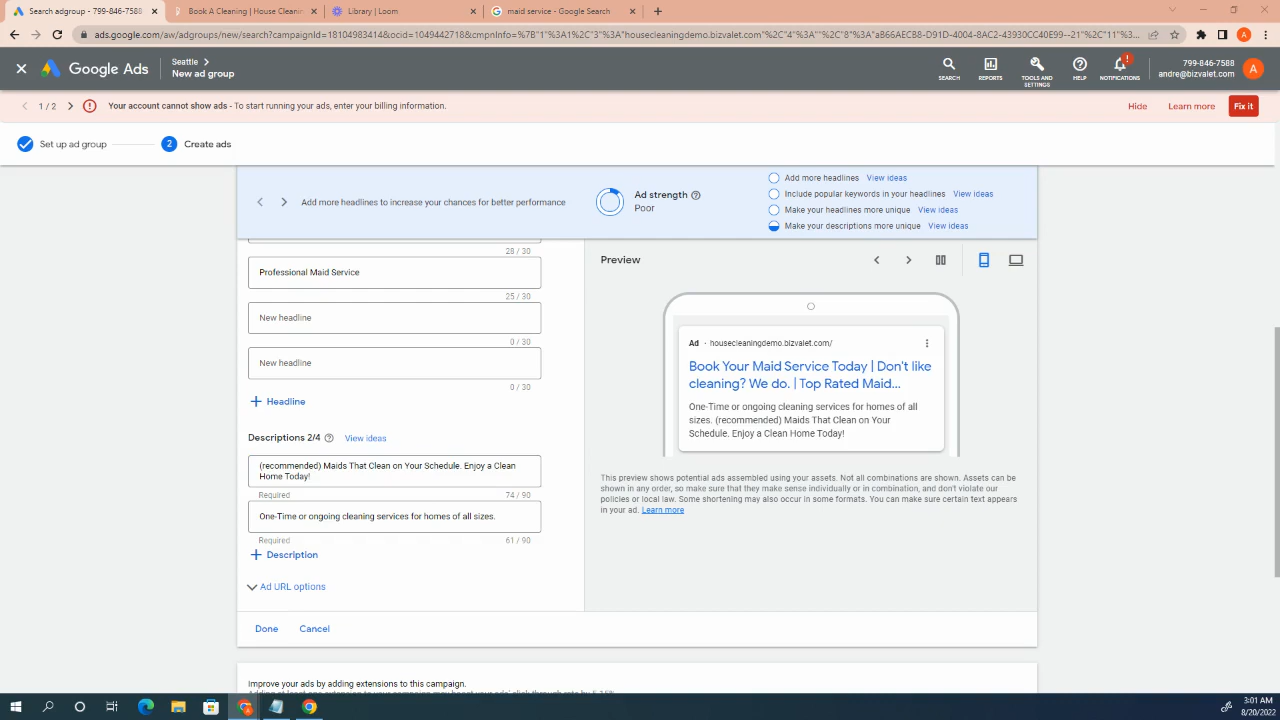 Search adgroup - 799-846-7588
Book A Cleaning | House Cleanin
Library | Loom
maid service - Google Search
ads.google.com/aw/adgroups/new/search?campaignId=18104983414&ocid=1049442718&cmpnInfo=%7B"1"%3A1%2C"3"%3A"housecleaningdemo.bizvalet.com"%2C"4"%3A""%2C"8"%3A"aB66AECB8-D91D-4004-8AC2-43930CC40E99--21"%2C"11"%3...
Google Ads
Seattle
New ad group
SEARCH
REPORTS
TOOLS AND
SETTINGS
HELP
NOTIFICATIONS
799-846-7588
andre@bizvalet.com
A
1 / 2
Your account cannot show ads - To start running your ads, enter your billing information.
Hide
Learn more
Fix it
Set up ad group
2
Create ads
Add more headlines to increase your chances for better performance
Ad strength
Poor
Add more headlines View ideas
Include popular keywords in your headlines View ideas
Make your headlines more unique View ideas
Make your descriptions more unique View ideas
28 / 30
Professional Maid Service
25 / 30
New headline
0 / 30
New headline
0 / 30
+ Headline
Descriptions 2/4 View ideas
(recommended) Maids That Clean on Your Schedule. Enjoy a Clean
Home Today!
Required 74 / 90
One-Time or ongoing cleaning services for homes of all sizes.
Required 61 / 90
+ Description
Ad URL options
Done
Cancel
Preview
Ad · housecleaningdemo.bizvalet.com/
Book Your Maid Service Today | Don't like
cleaning? We do. | Top Rated Maid...
One-Time or ongoing cleaning services for homes of all
sizes. (recommended) Maids That Clean on Your
Schedule. Enjoy a Clean Home Today!
This preview shows potential ads assembled using your assets. Not all combinations are shown. Assets can be
shown in any order, so make sure that they make sense individually or in combination, and don't violate our
policies or local law. Some shortening may also occur in some formats. You can make sure certain text appears
in your ad. Learn more
Improve your ads by adding extensions to this campaign.
3:01 AM
8/20/2022